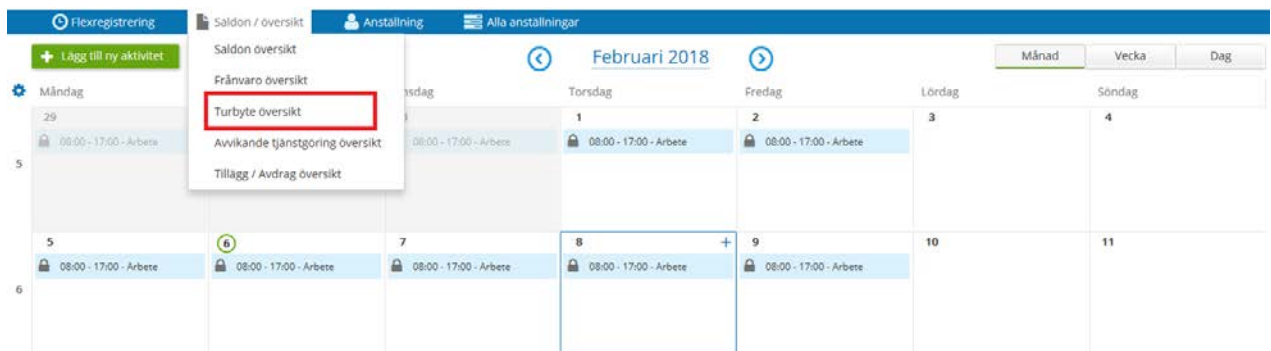 Flexregistrering Saldon / översikt Anställning Alla anställningar
Lägg till ny aktivitet Februari 2018 Månad Vecka Dag
Saldon översikt
Frånvaro översikt
Turbyte översikt
Avvikande tjänstgöring översikt
Tillägg / Avdrag översikt
Måndag nsdag Torsdag Fredag Lördag Söndag
29 1 2 3 4
08:00 - 17:00 - Arbete 08:00 - 17:00 - Arbete 08:00 - 17:00 - Arbete 08:00 - 17:00 - Arbete
5
5 6 7 8 + 9 10 11
08:00 - 17:00 - Arbete 08:00 - 17:00 - Arbete 08:00 - 17:00 - Arbete 08:00 - 17:00 - Arbete 08:00 - 17:00 - Arbete
6